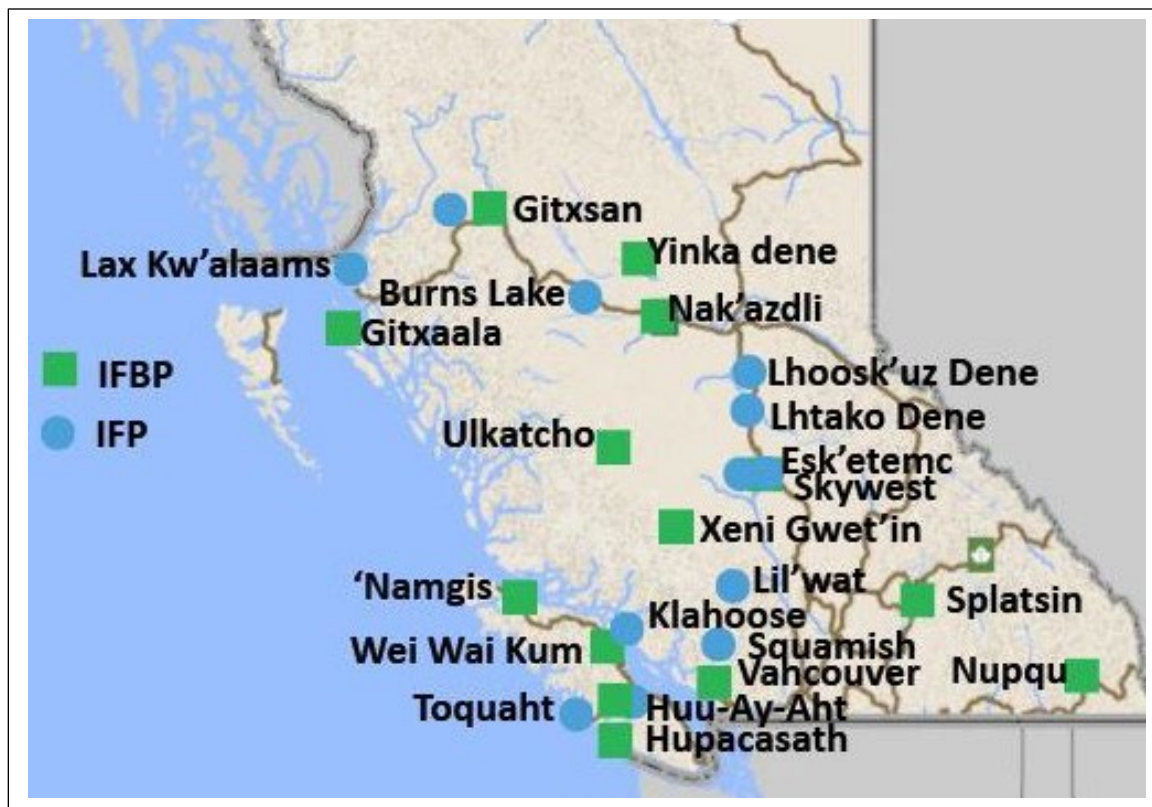 Gitxsan
Yinka dene
Lax Kw’alaams
Burns Lake
Nak’azdli
Gitxaala
IFBP
Lhoosk’uz Dene
Lhtako Dene
IFP
Ulkatcho
Esk’etemc
Skywest
Xeni Gwet’in
‘Namgis
Lil’wat
Splatsin
Klahoose
Squamish
Wei Wai Kum
Vancouver
Nupqu
Toquaht
Huu-Ay-Aht
Hupacasath